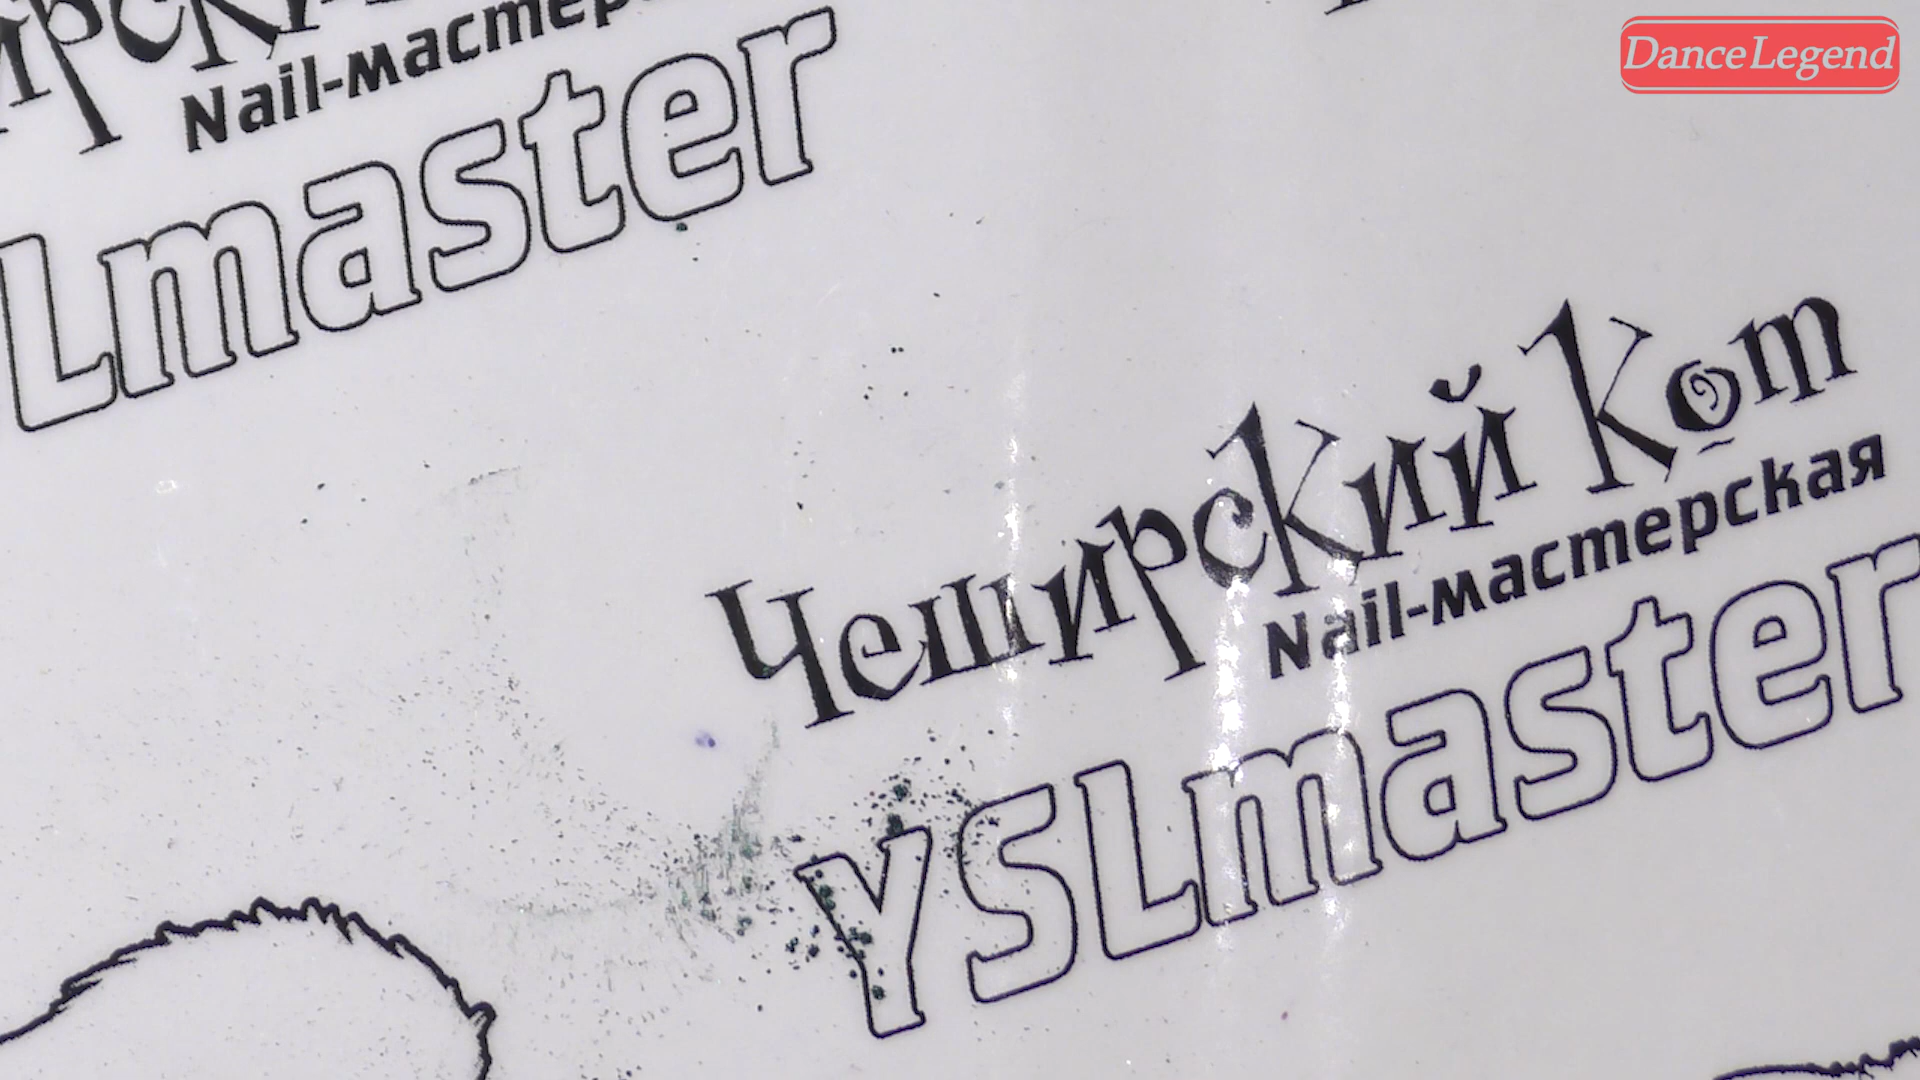 DanceLegend
Nail-мастер
Lmaster
Чеширский Кот
Nail-мастерская
YSLmaster